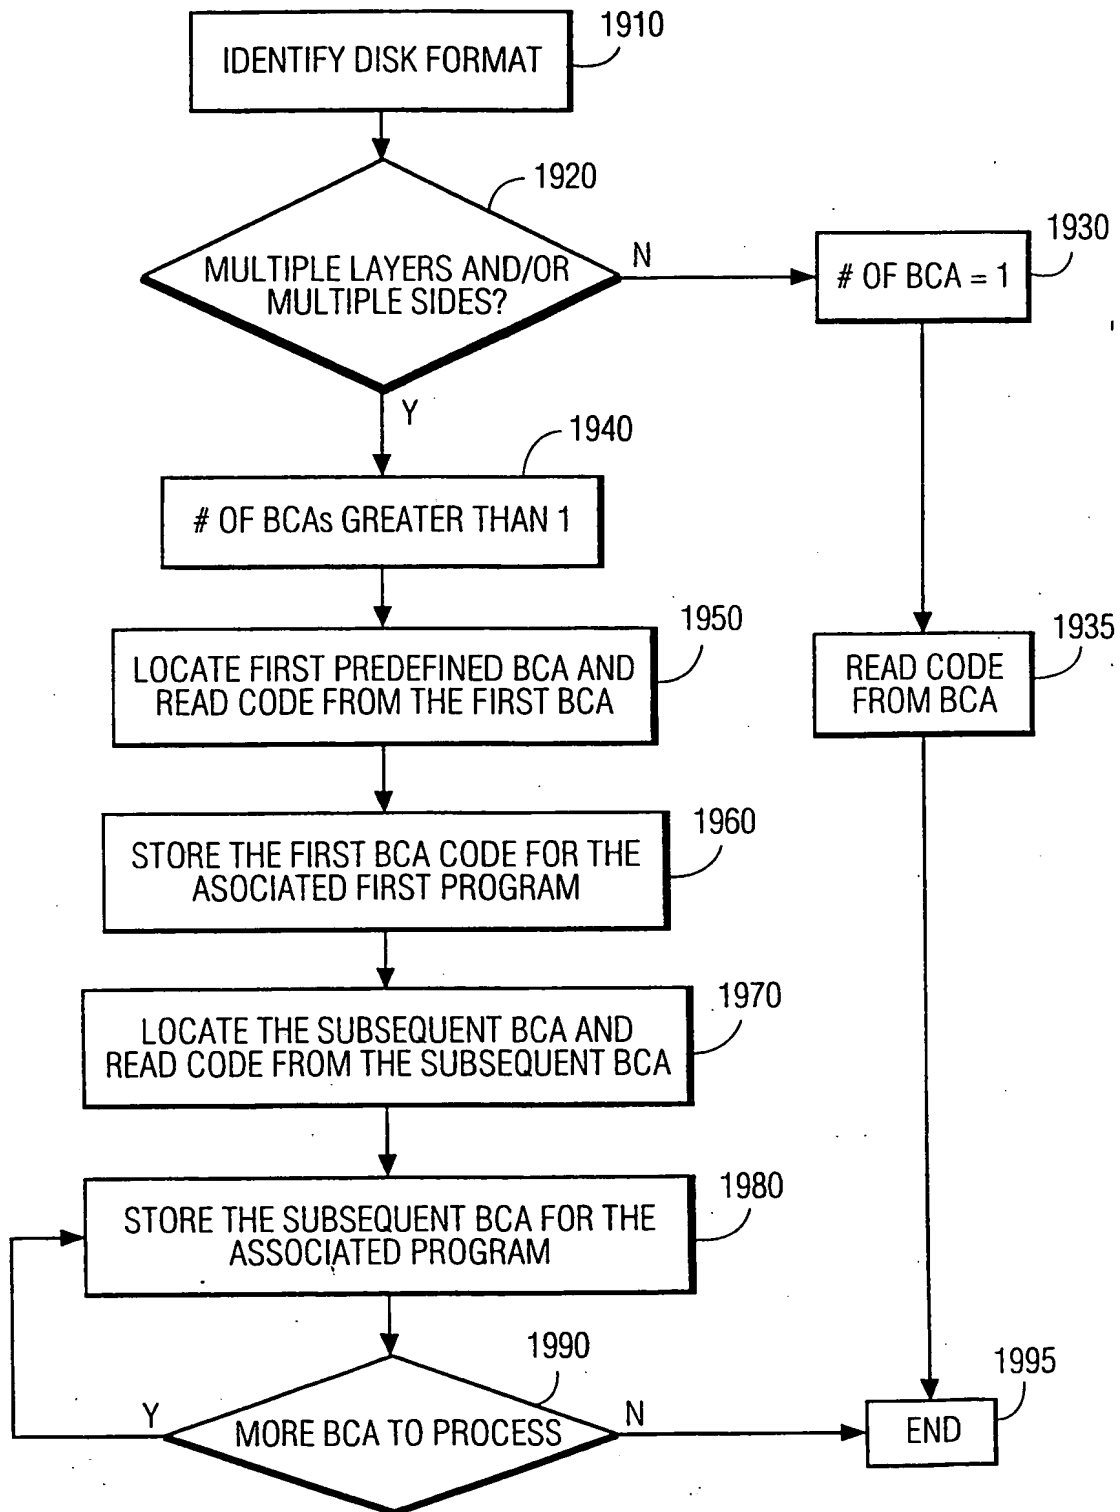 1910
IDENTIFY DISK FORMAT
1920
MULTIPLE LAYERS AND/OR
MULTIPLE SIDES?
N
1930
# OF BCA = 1
Y
1940
# OF BCAs GREATER THAN 1
1950
LOCATE FIRST PREDEFINED BCA AND
READ CODE FROM THE FIRST BCA
1935
READ CODE
FROM BCA
1960
STORE THE FIRST BCA CODE FOR THE
ASOCIATED FIRST PROGRAM
1970
LOCATE THE SUBSEQUENT BCA AND
READ CODE FROM THE SUBSEQUENT BCA
1980
STORE THE SUBSEQUENT BCA FOR THE
ASSOCIATED PROGRAM
1990
Y
MORE BCA TO PROCESS
N
1995
END